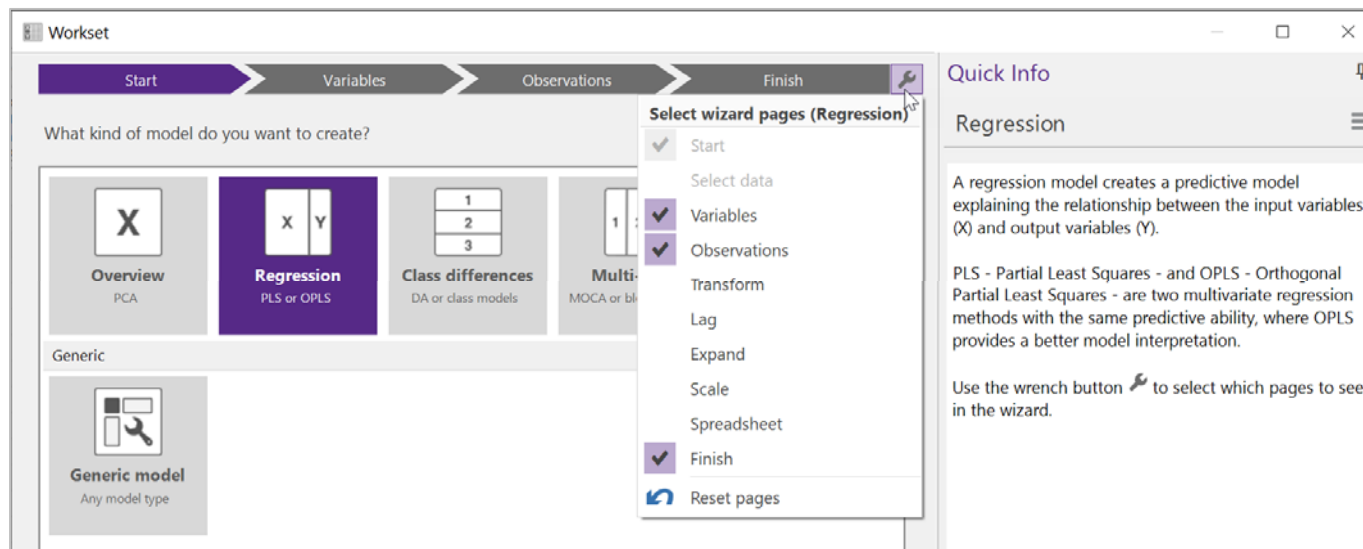 Workset
Start
Variables
Observations
Finish
What kind of model do you want to create?
X
Overview
PCA
X Y
Regression
PLS or OPLS
1
2
3
Class differences
DA or class models
1
Multi-
MOCA or bl
Generic
Generic model
Any model type
Select wizard pages (Regression)
Start
Select data
Variables
Observations
Transform
Lag
Expand
Scale
Spreadsheet
Finish
Reset pages
Quick Info
Regression
A regression model creates a predictive model
explaining the relationship between the input variables
(X) and output variables (Y).
PLS - Partial Least Squares - and OPLS - Orthogonal
Partial Least Squares - are two multivariate regression
methods with the same predictive ability, where OPLS
provides a better model interpretation.
Use the wrench button to select which pages to see
in the wizard.